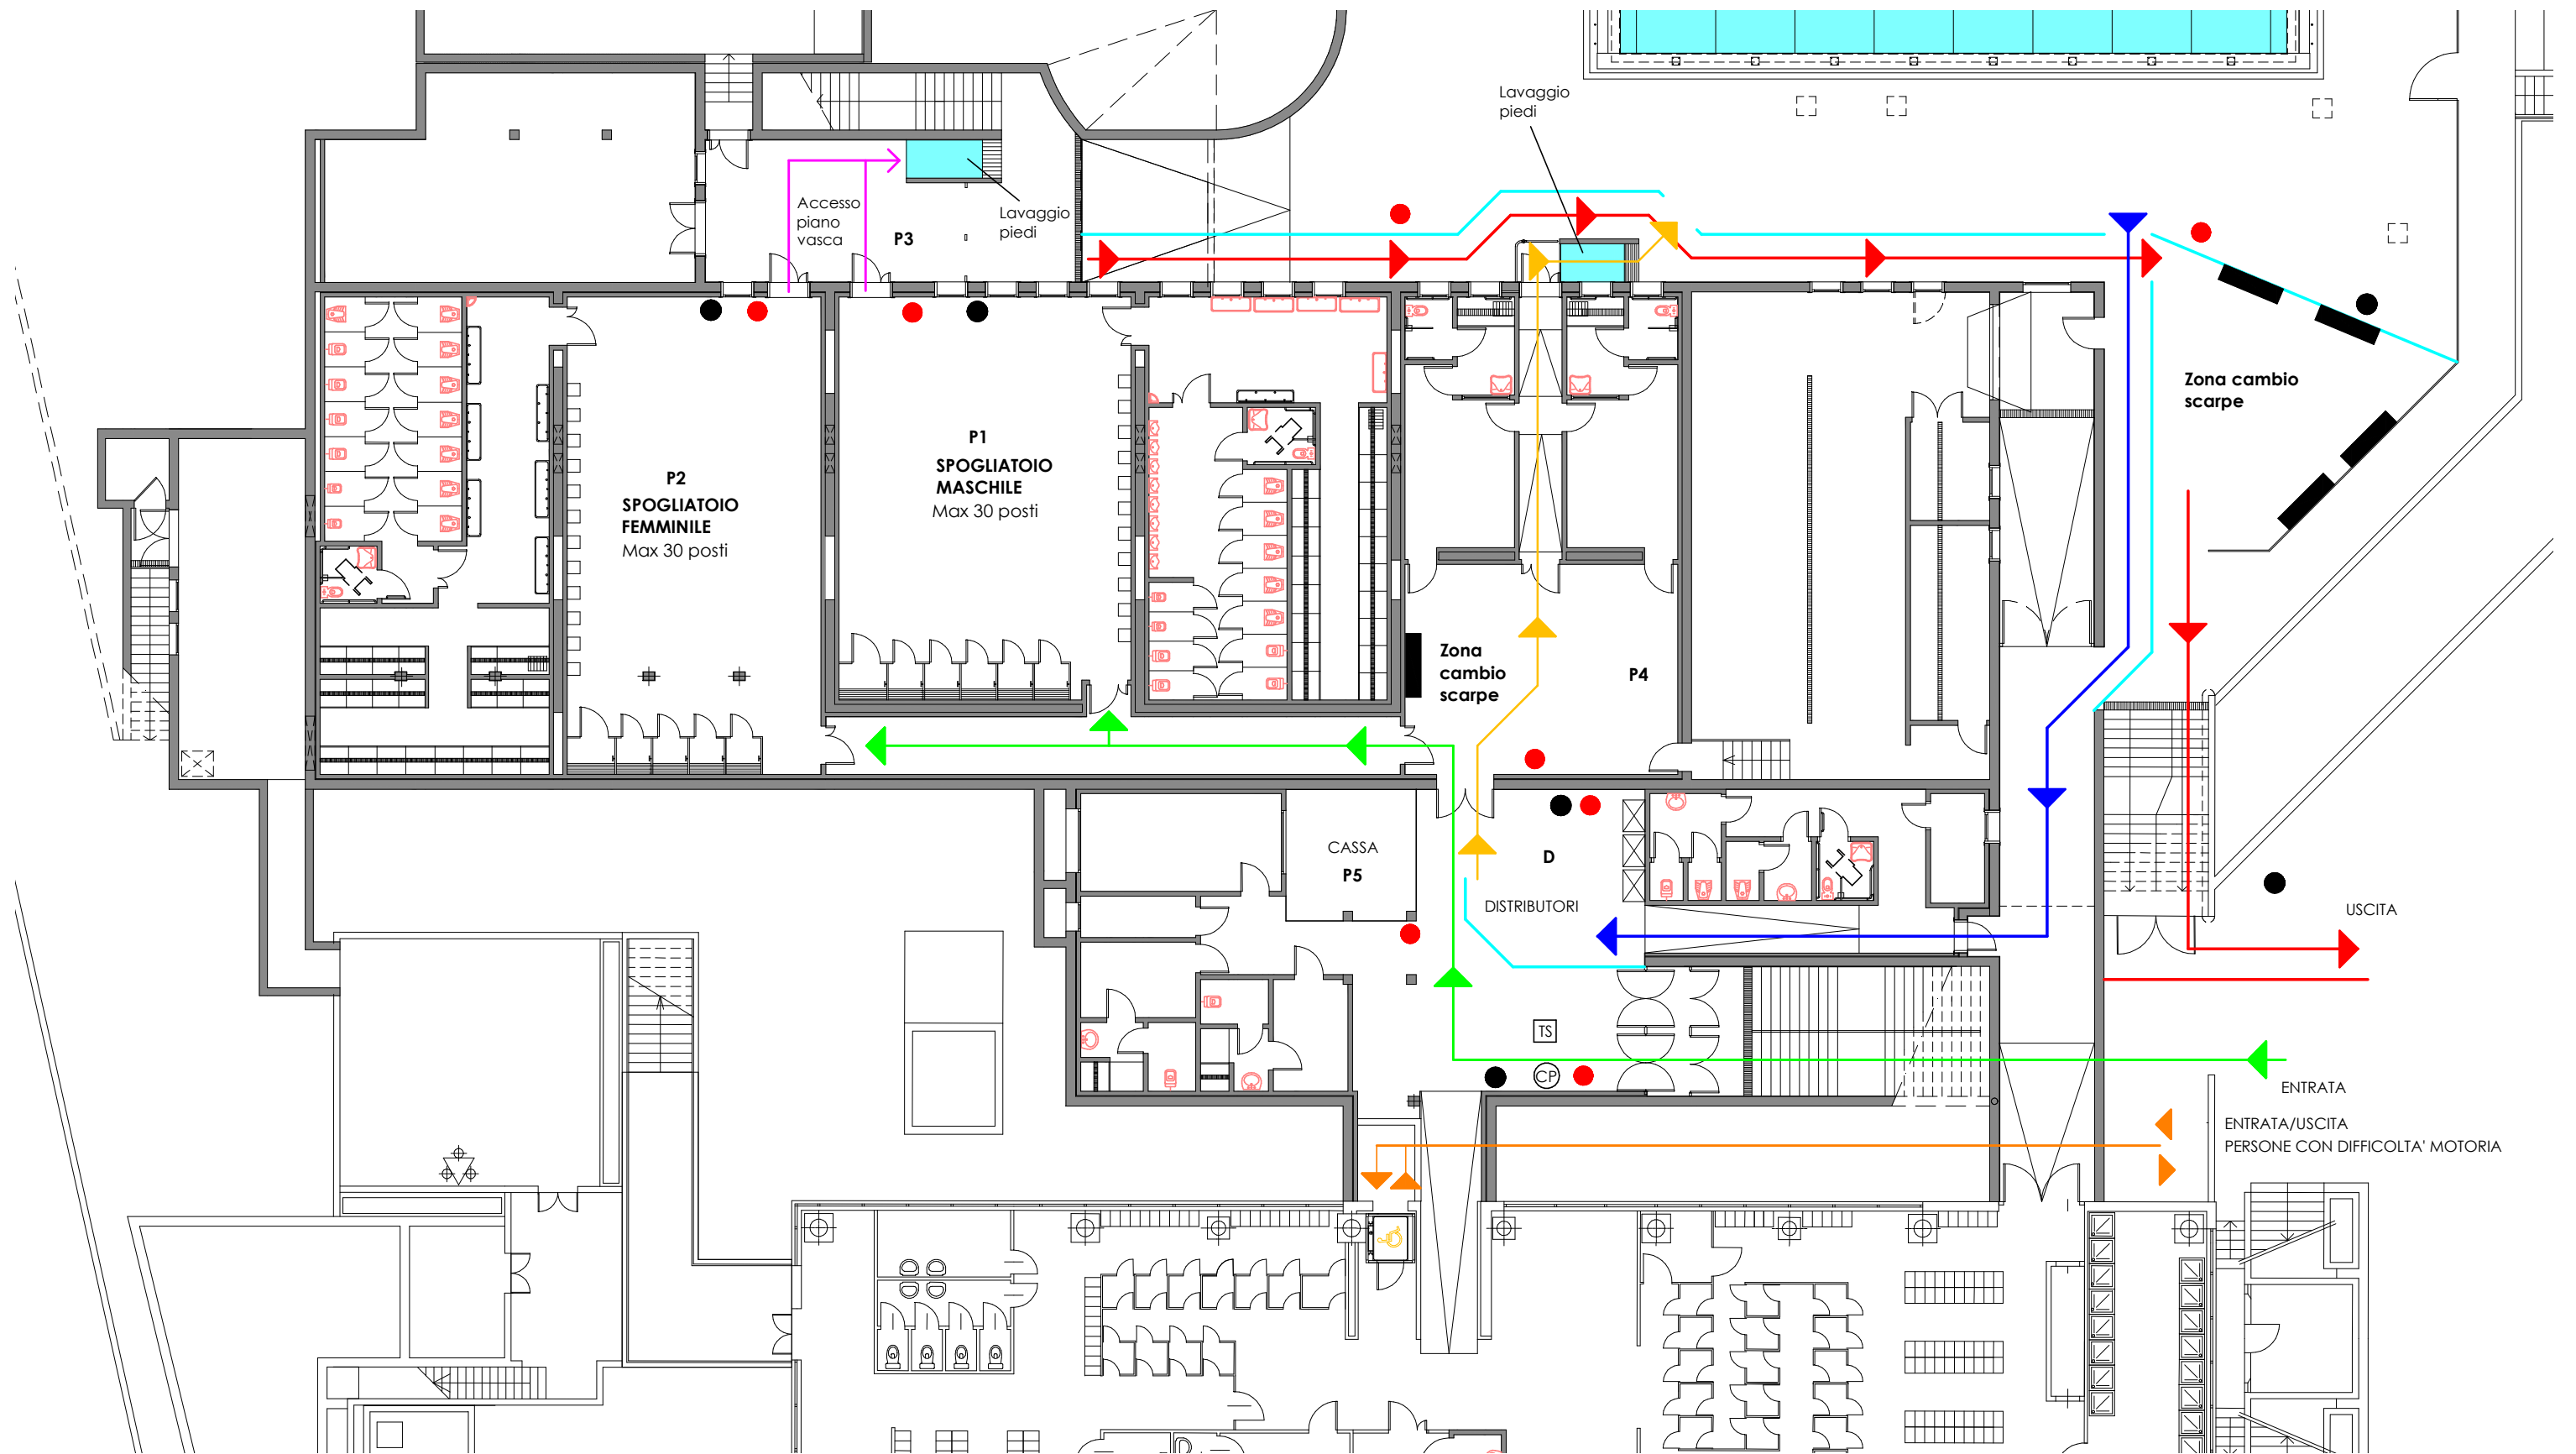 Lavaggio
piedi
Accesso
piano
vasca
P3
Lavaggio
piedi
Zona cambio
scarpe
P2
SPOGLIATOIO
FEMMINILE
Max 30 posti
P1
SPOGLIATOIO
MASCHILE
Max 30 posti
Zona
cambio
scarpe
P4
CASSA
P5
D
DISTRIBUTORI
USCITA
TS
CP
ENTRATA
ENTRATA/USCITA
PERSONE CON DIFFICOLTA' MOTORIA